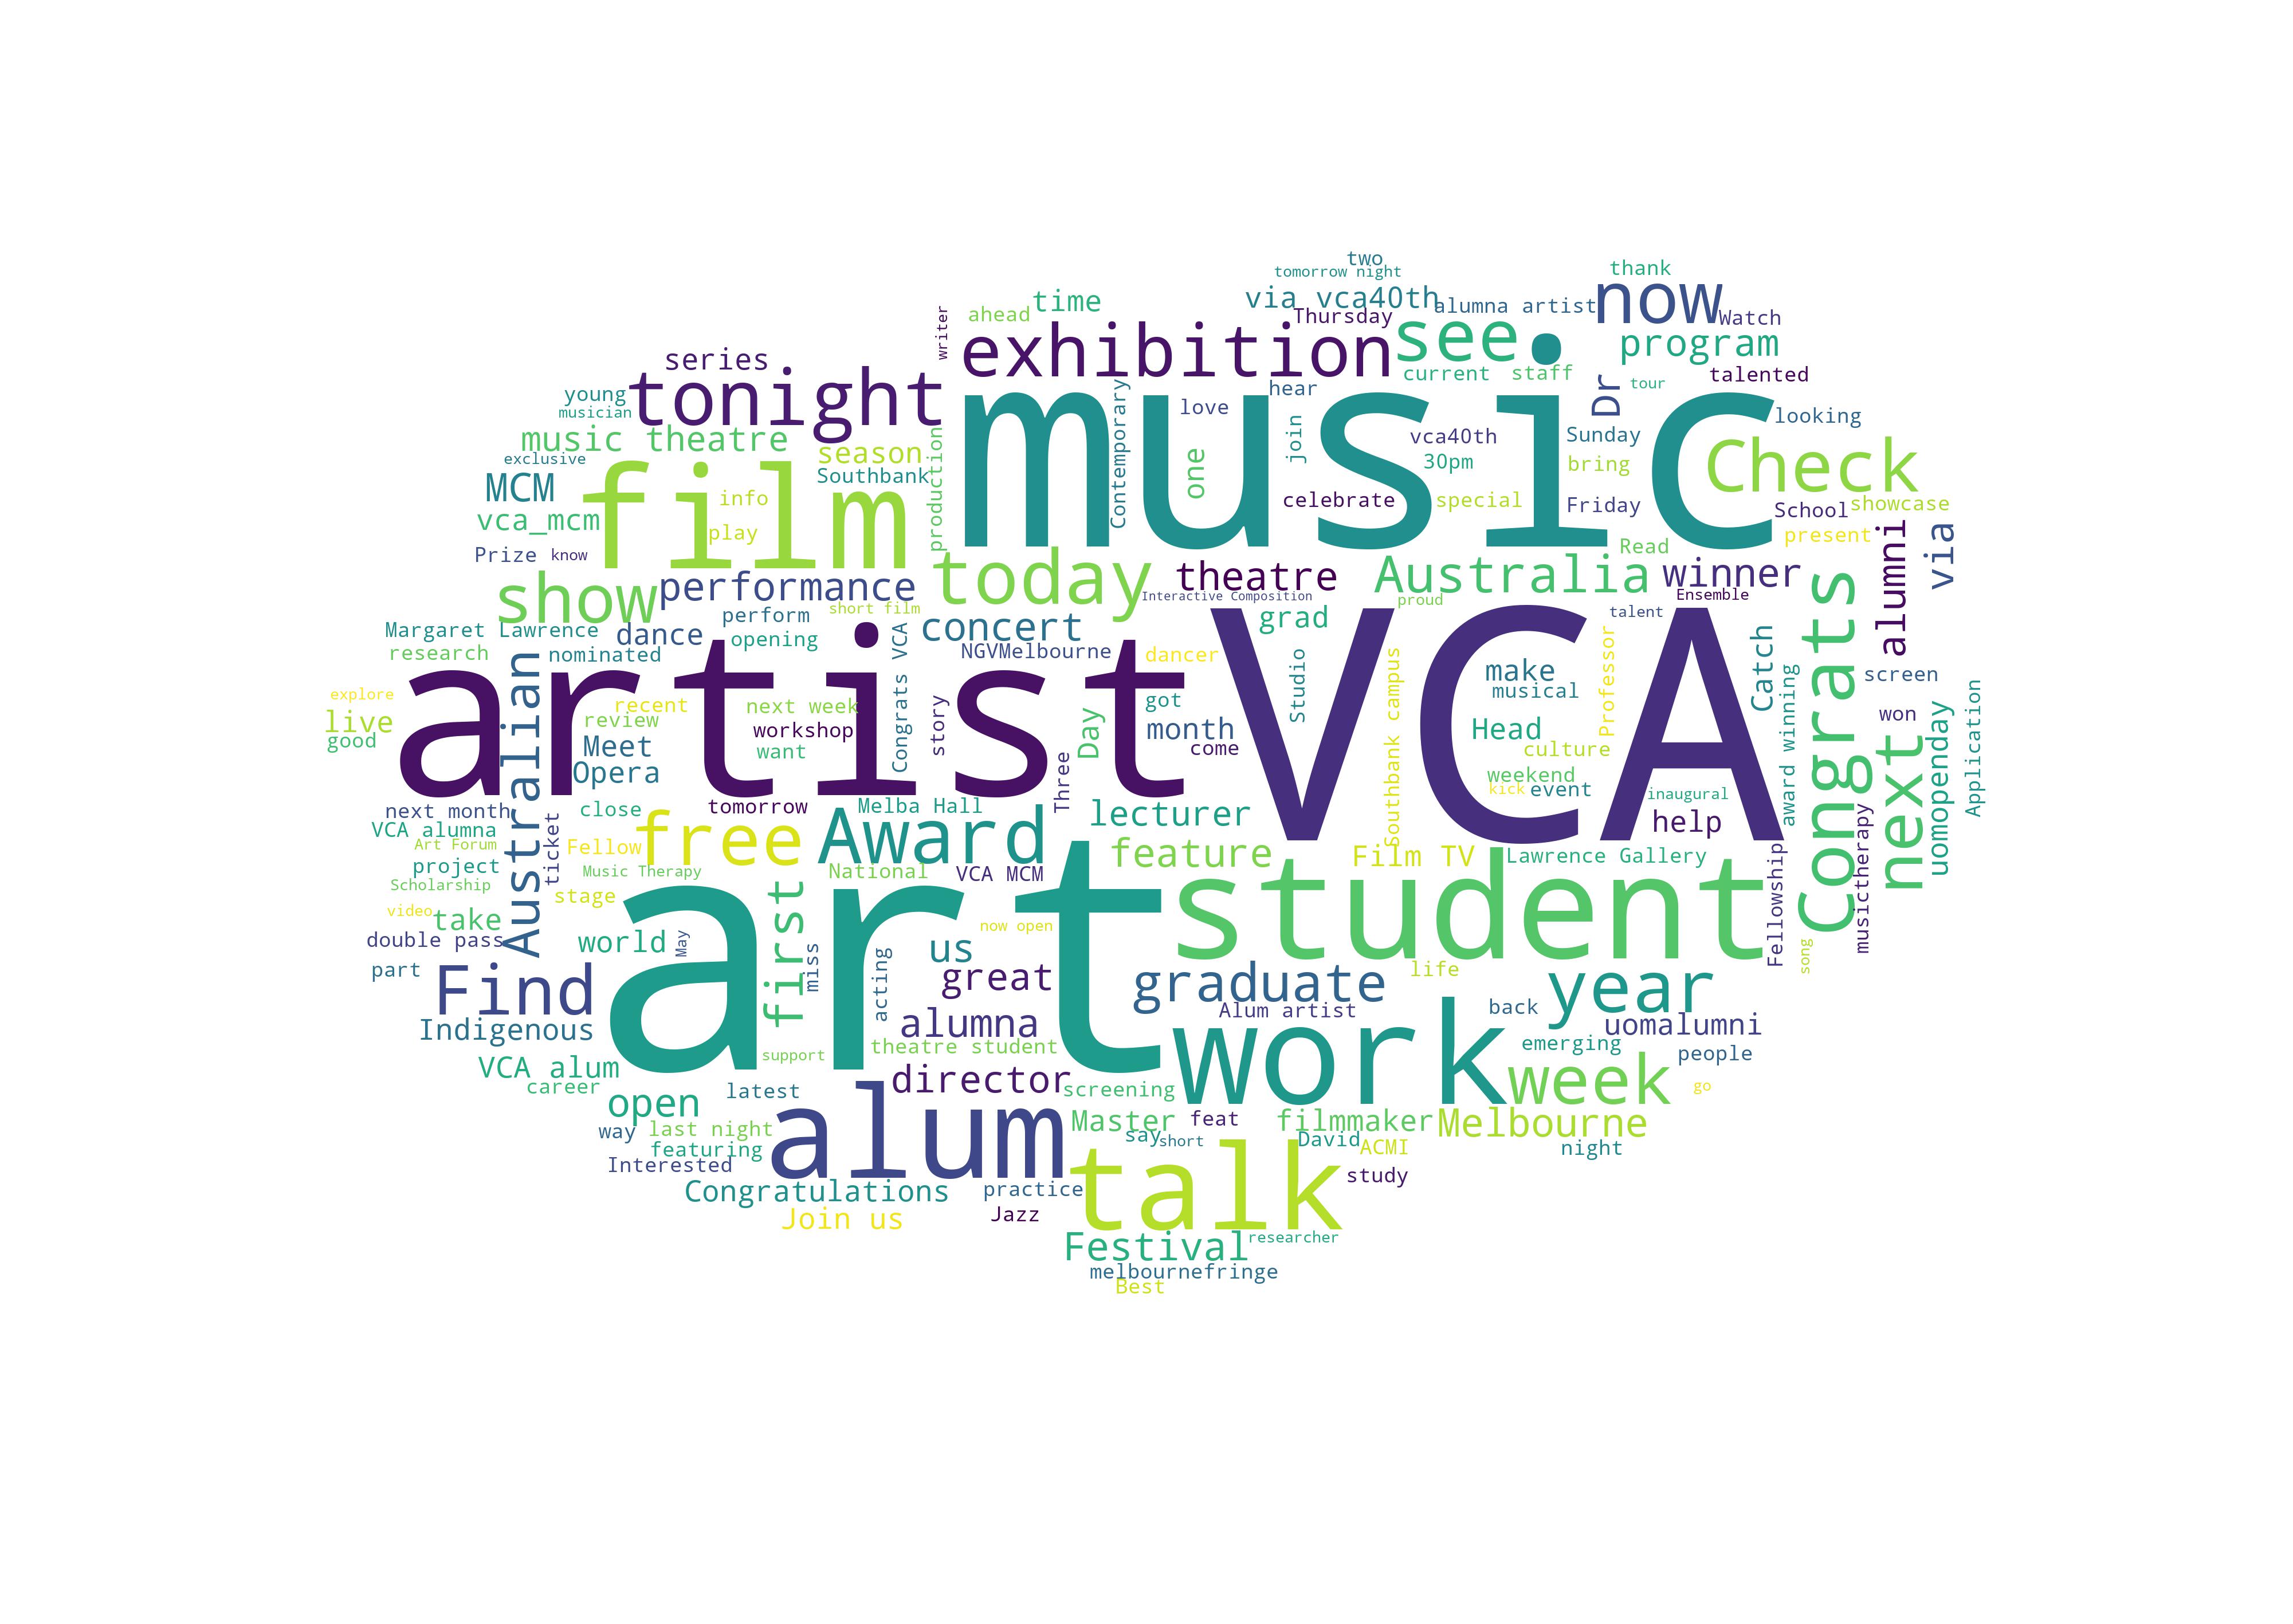 two
tomorrow night
thank
via vca40th
time
now
alumna artist
writer
ahead
Thursday
Watch
see
exhibition
program
series
tonight
current
staff
talented
Dr
tour
young
musician
hear
love
music
Contemporary
looking
music theatre
production
join
vca40th
Sunday
Check
exclusive
season
one
30pm
bring
Southbank
MCM
film
info
celebrate
special
Friday
School
showcase
vca_mcm
play
present
alumni
via
Prize
know
Read
show
performance
today
theatre
Australia
winner
Interactive Composition
Ensemble
perform
short film
proud
talent
Margaret Lawrence
dance
opening
concert
grad
Congrats
research
nominated
Congrats VCA
NGVMelbourne
dancer
VCA
Studio
Southbank campus
make
musical
Professor
Catch
award winning
screen
explore
Australian
artist
recent
next week
story
got
live
review
workshop
Day
month
Head
won
next
uomopenday
Application
good
Meet
want
come
culture
Opera
Three
weekend
kick
event
inaugural
next month
close
tomorrow
Melba Hall
lecturer
help
musictherapy
VCA alumna
ticket
free
Award
Art Forum
Fellow
feature
Film TV
Lawrence Gallery
project
Music Therapy
National
VCA MCM
Scholarship
stage
first
art
student
Fellowship
video
take
now open
double pass
world
May
miss
acting
us
song
part
Find
great
graduate
life
year
Indigenous
alumna
Alum artist
work
back
uomalumni
support
theatre student
emerging
people
VCA alum
career
latest
director
screening
week
go
open
alum
Master
feat
filmmaker
Melbourne
way
last night
say
short
David
ACMI
night
featuring
Interested
talk
study
Congratulations
practice
Join us
Jazz
Festival
researcher
melbournefringe
Best